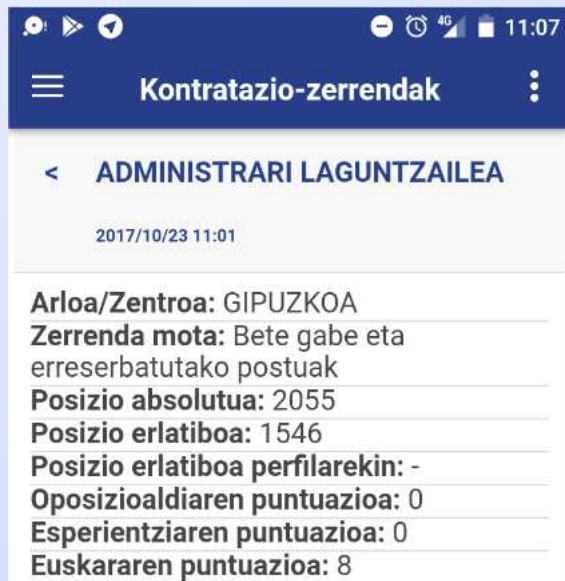 4G 11:07
Kontratazio-zerrendak
< ADMINISTRARI LAGUNTZAILEA
2017/10/23 11:01
Arloa/Zentroa: GIPUZKOA
Zerrenda mota: Bete gabe eta
erreserbatutako postuak
Posizio absolutua: 2055
Posizio erlatiboa: 1546
Posizio erlatiboa perfilarekin: -
Oposizioaldiaren puntuazioa: 0
Esperientziaren puntuazioa: 0
Euskararen puntuazioa: 8